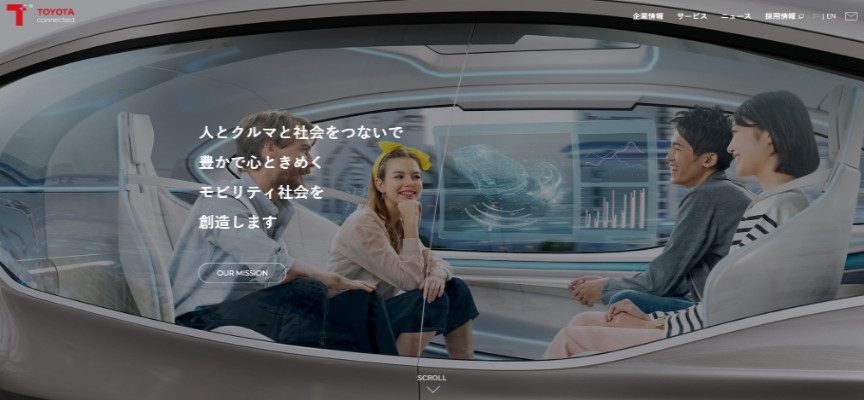 TOYOTA
connected
企業情報 サービス ニュース 採用情報 | EN
人とクルマと社会をつないで
豊かで心ときめく
モビリティ社会を
創造します
OUR MISSION
SCROLL